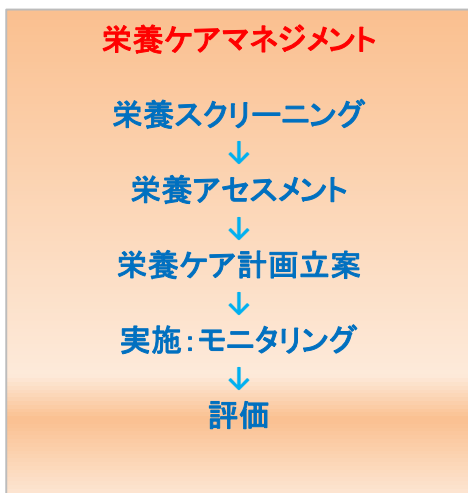 栄養ケアマネジメント
栄養スクリーニング
↓
栄養アセスメント
↓
栄養ケア計画立案
↓
実施：モニタリング
↓
評価